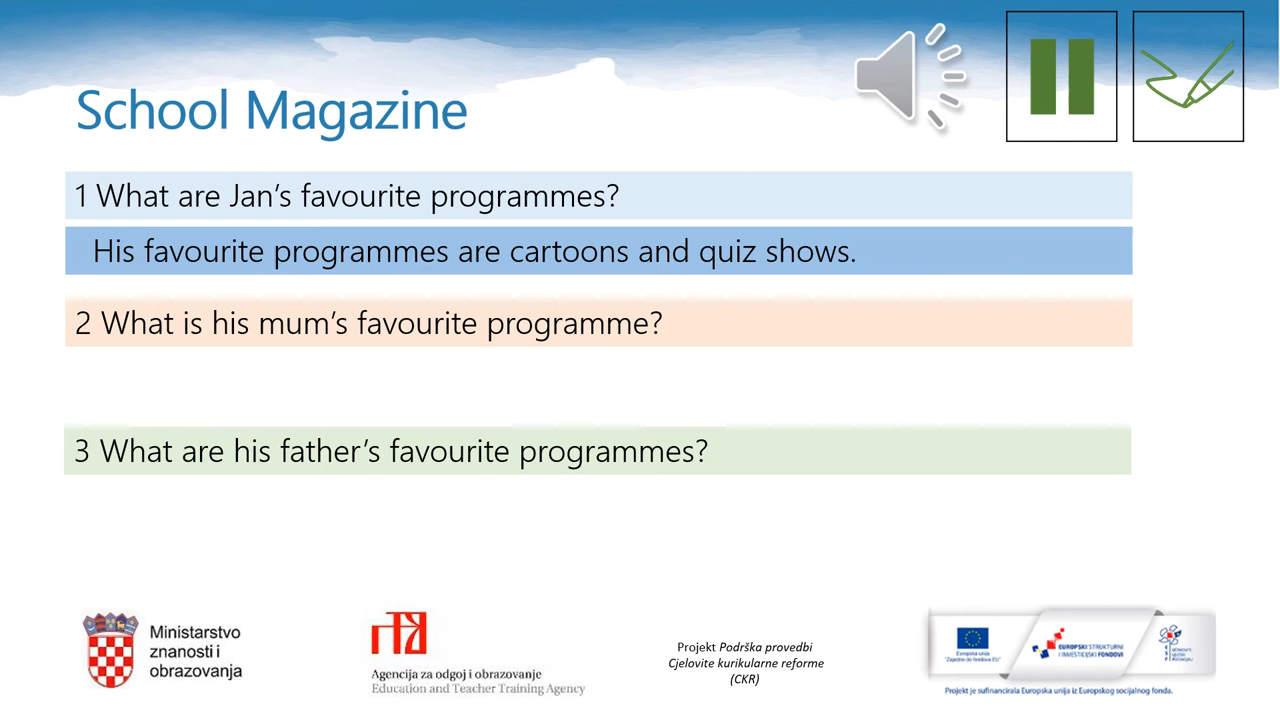 School Magazine
1 What are Jan's favourite programmes?
His favourite programmes are cartoons and quiz shows.
2 What is his mum's favourite programme?
3 What are his father's favourite programmes?
Ministarstvo
znanosti i
obrazovanja
Agencija za odgoj i obrazovanje
Education and Teacher Training Agency
Projekt Podrška provedbi
Cjelovite kurikularne reforme
(CKR)
Europska unija
"Zajedno do fondova EU"
EUROPSKI STRUKTURNI
I INVESTICIJSKI FONDOVI
Projekt je sufinancirala Europska unija iz Europskog socijalnog fonda.